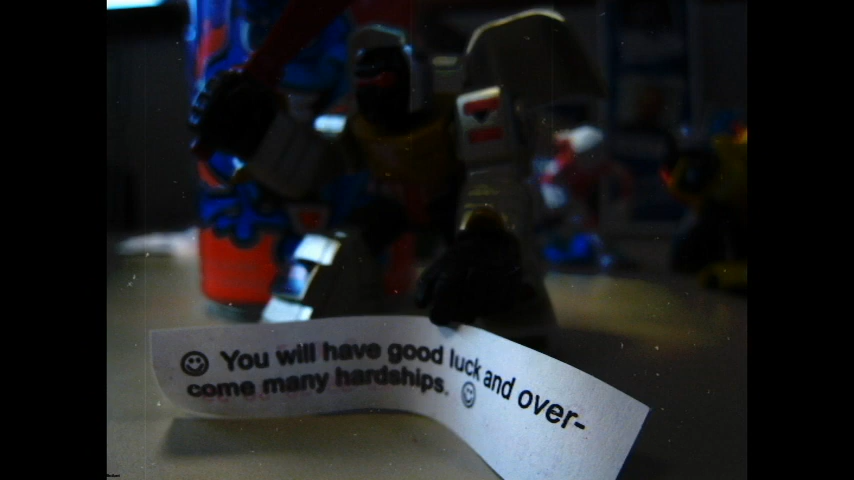 ☺ You will have good luck and over-
come many hardships. ☺